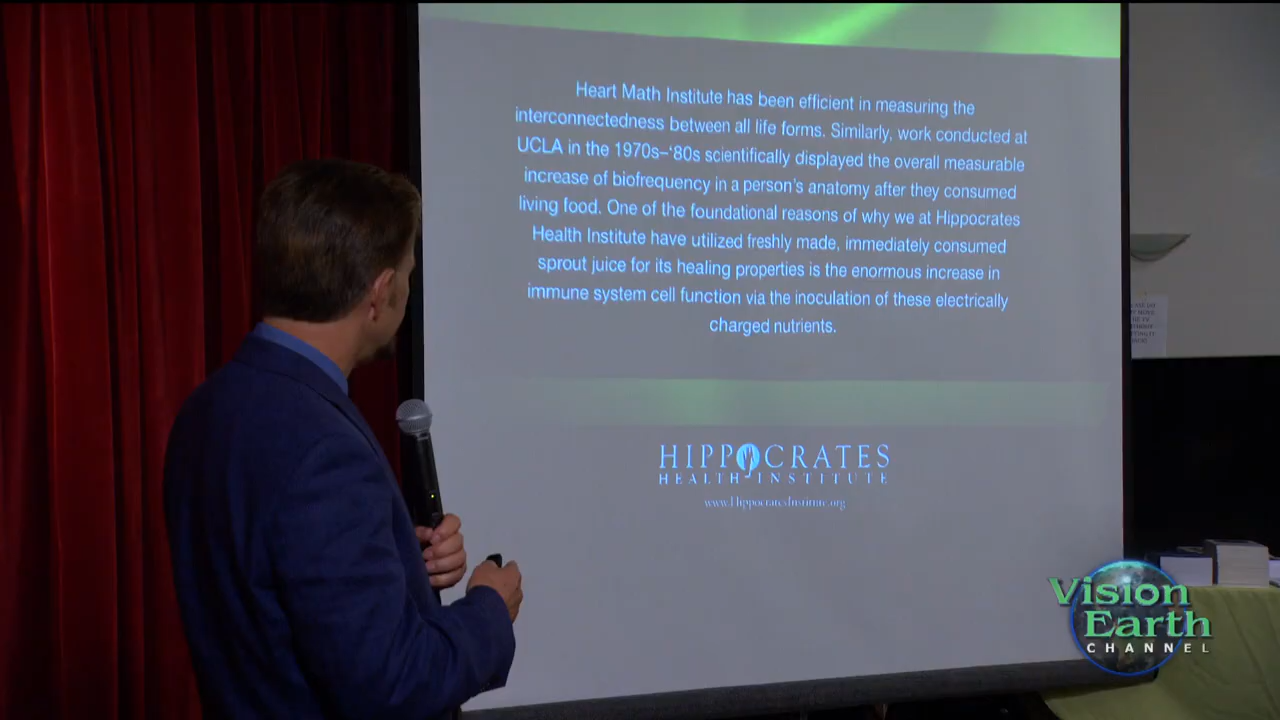 Heart Math Institute has been efficient in measuring the
interconnectedness between all life forms. Similarly, work conducted at
UCLA in the 1970s–‘80s scientifically displayed the overall measurable
increase of biofrequency in a person's anatomy after they consumed
living food. One of the foundational reasons of why we at Hippocrates
Health Institute have utilized freshly made, immediately consumed
sprout juice for its healing properties is the enormous increase in
immune system cell function via the inoculation of these electrically
charged nutrients.
HIPPOCRATES
HEALTH INSTITUTE
www.HippocratesInstitute.org
Vision
Earth
CHANNEL